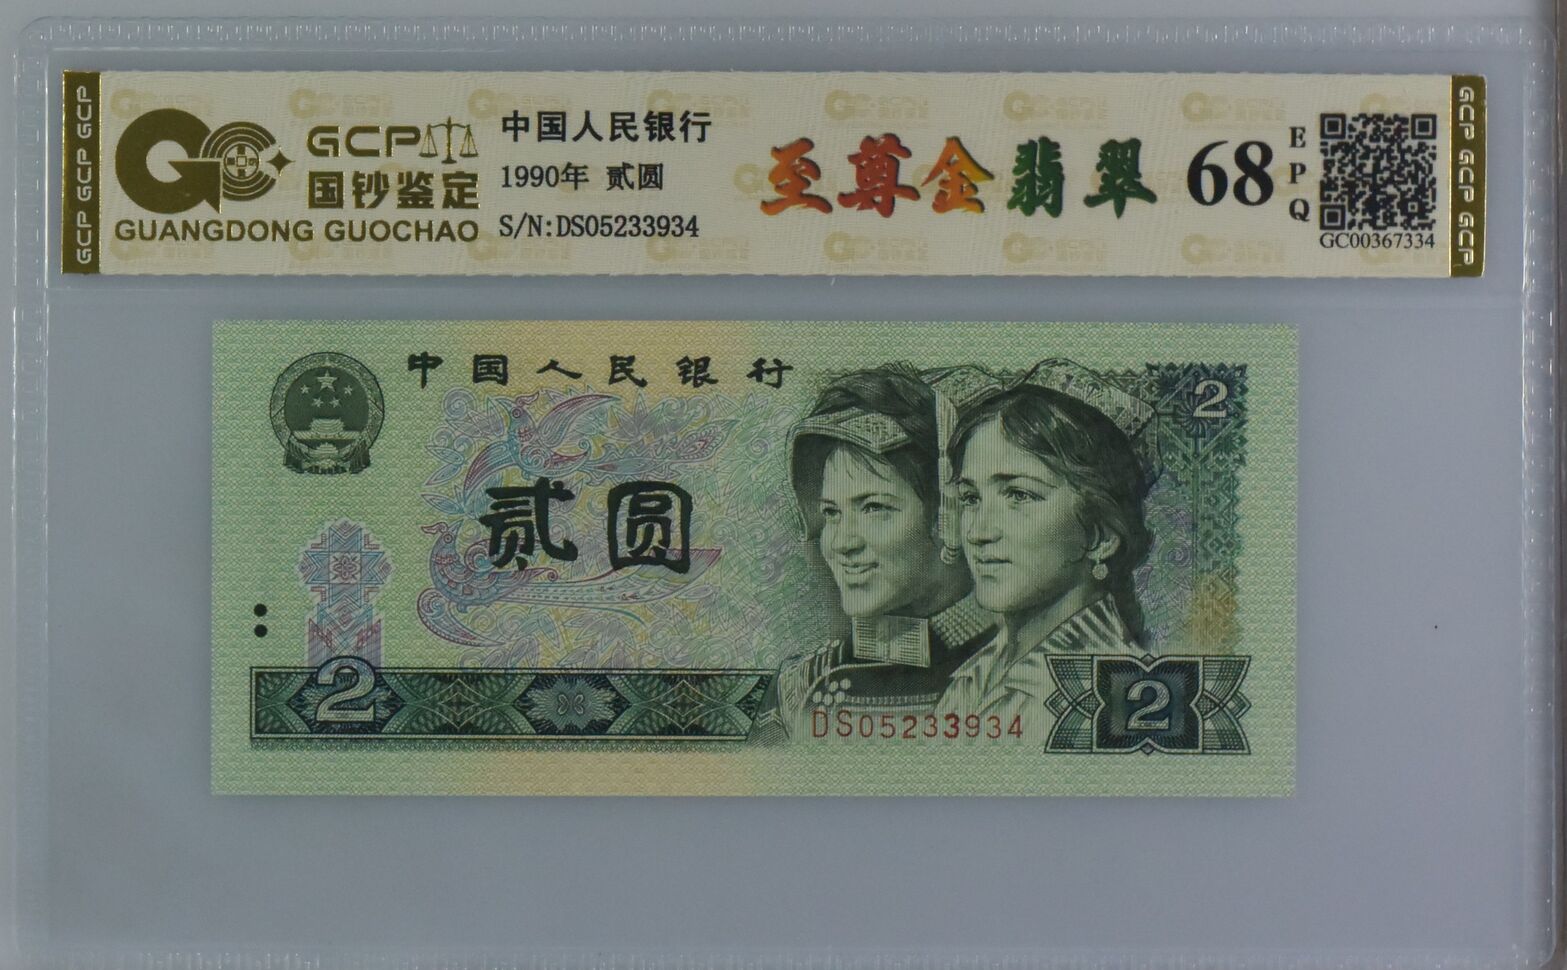 GCP GCP GCP
GCP
国钞鉴定
GUANGDONG GUOCHAO
中国人民银行
1990年 贰圆
S/N:DS05233934
至尊金翡翠
68
EPQ
GC00367334
GCP GCP GCP
中国人民银行
2
贰圆
2
DS05233934
2